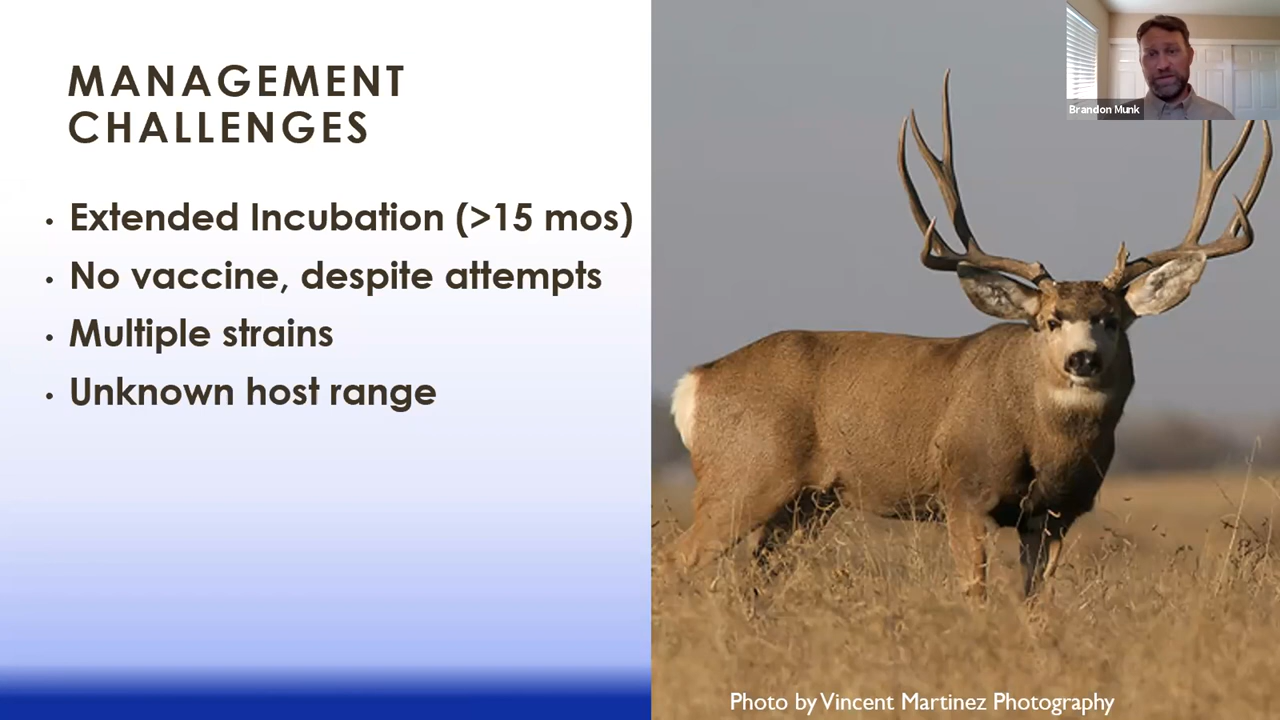 MANAGEMENT
CHALLENGES
• Extended Incubation (>15 mos)
• No vaccine, despite attempts
• Multiple strains
• Unknown host range
Brandon Munk
Photo by Vincent Martinez Photography